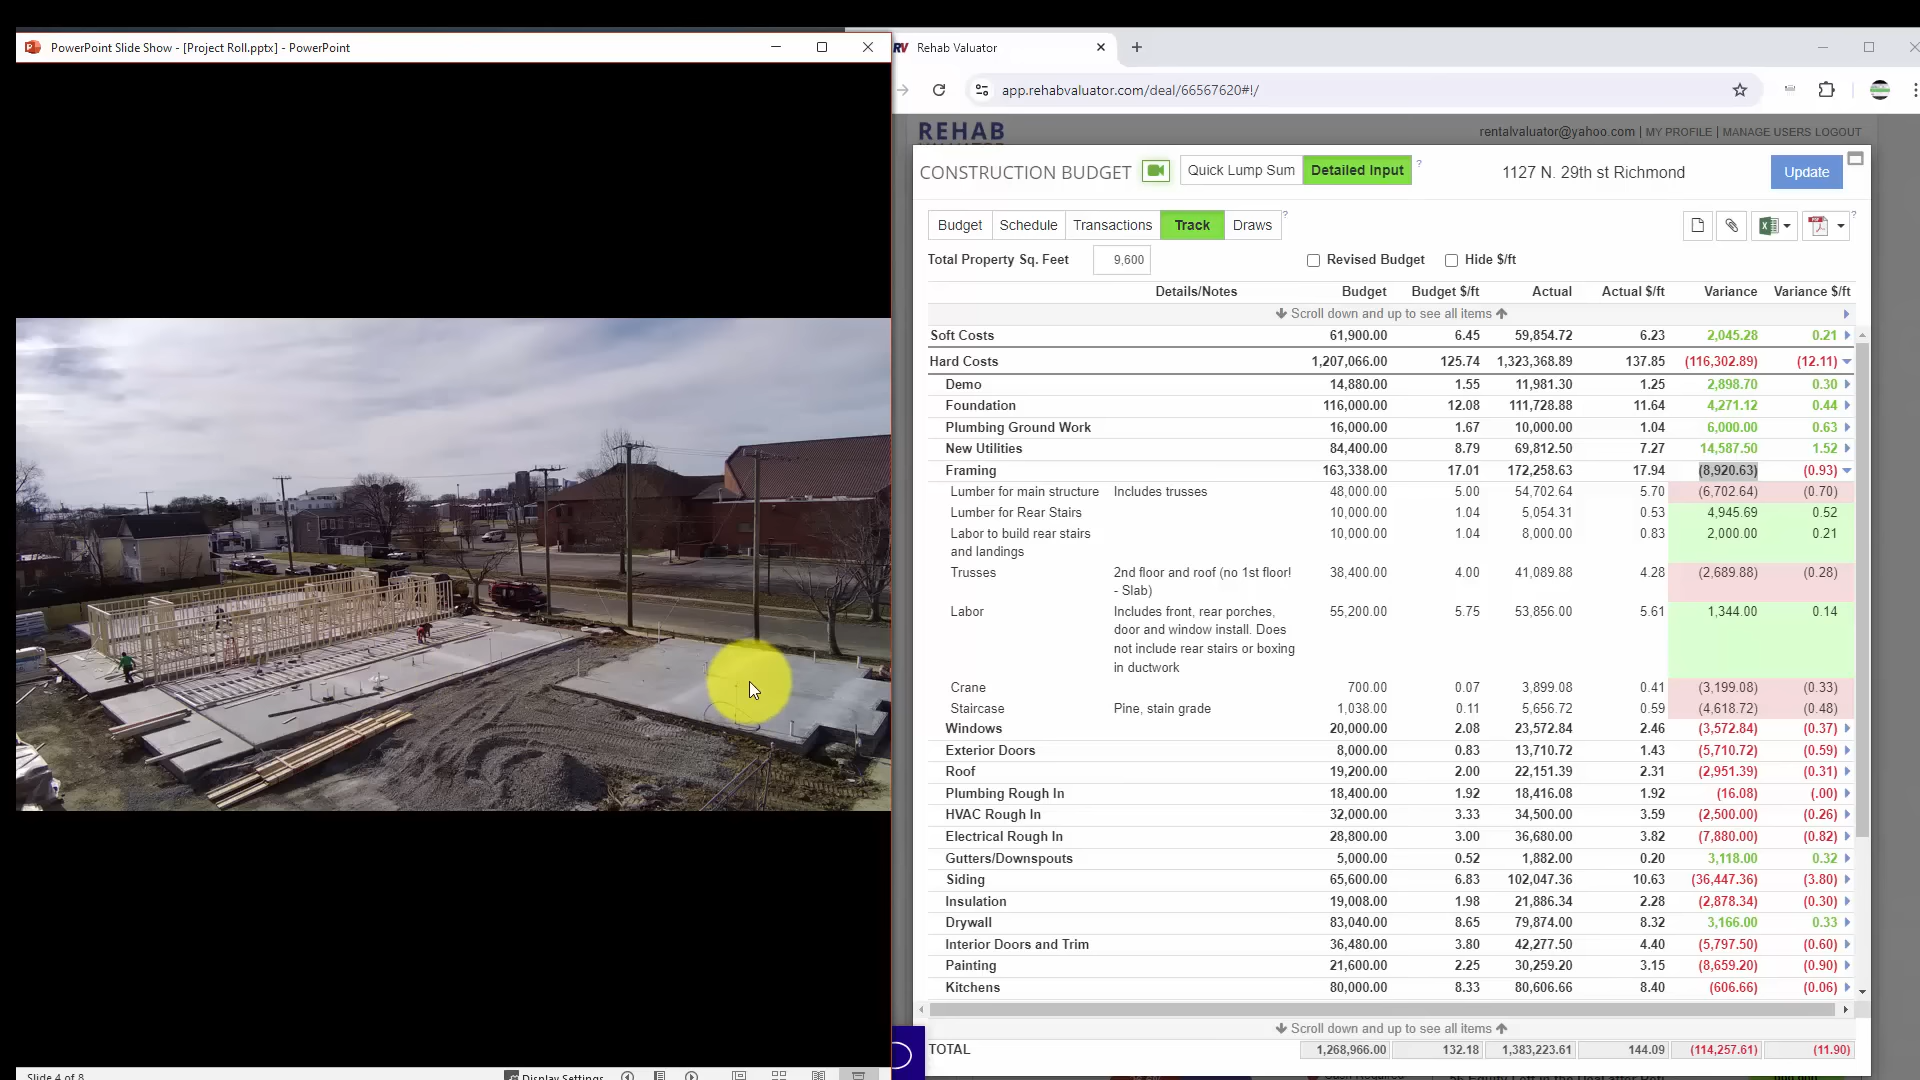 PowerPoint Slide Show - [Project Roll.pptx] - PowerPoint
Rehab Valuator
app.rehabvaluator.com/deal/66567620#!/
REHAB
rentalvaluator@yahoo.com | MY PROFILE | MANAGE USERS LOGOUT
CONSTRUCTION BUDGET Quick Lump Sum Detailed Input ? 1127 N. 29th st Richmond Update
Budget Schedule Transactions Track Draws ? ?
Total Property Sq. Feet 9,600 Revised Budget Hide $/ft
Details/Notes Budget Budget $/ft Actual Actual $/ft Variance Variance $/ft
Scroll down and up to see all items
Soft Costs 61,900.00 6.45 59,854.72 6.23 2,045.28 0.21
Hard Costs 1,207,066.00 125.74 1,323,368.89 137.85 (116,302.89) (12.11)
Demo 14,880.00 1.55 11,981.30 1.25 2,898.70 0.30
Foundation 116,000.00 12.08 111,728.88 11.64 4,271.12 0.44
Plumbing Ground Work 16,000.00 1.67 10,000.00 1.04 6,000.00 0.63
New Utilities 84,400.00 8.79 69,812.50 7.27 14,587.50 1.52
Framing 163,338.00 17.01 172,258.63 17.94 (8,920.63) (0.93)
Lumber for main structure Includes trusses 48,000.00 5.00 54,702.64 5.70 (6,702.64) (0.70)
Lumber for Rear Stairs 10,000.00 1.04 5,054.31 0.53 4,945.69 0.52
Labor to build rear stairs 10,000.00 1.04 8,000.00 0.83 2,000.00 0.21
and landings
Trusses 2nd floor and roof (no 1st floor! 38,400.00 4.00 41,089.88 4.28 (2,689.88) (0.28)
- Slab)
Labor Includes front, rear porches, 55,200.00 5.75 53,856.00 5.61 1,344.00 0.14
door and window install. Does
not include rear stairs or boxing
in ductwork
Crane 700.00 0.07 3,899.08 0.41 (3,199.08) (0.33)
Staircase Pine, stain grade 1,038.00 0.11 5,656.72 0.59 (4,618.72) (0.48)
Windows 20,000.00 2.08 23,572.84 2.46 (3,572.84) (0.37)
Exterior Doors 8,000.00 0.83 13,710.72 1.43 (5,710.72) (0.59)
Roof 19,200.00 2.00 22,151.39 2.31 (2,951.39) (0.31)
Plumbing Rough In 18,400.00 1.92 18,416.08 1.92 (16.08) (.00)
HVAC Rough In 32,000.00 3.33 34,500.00 3.59 (2,500.00) (0.26)
Electrical Rough In 28,800.00 3.00 36,680.00 3.82 (7,880.00) (0.82)
Gutters/Downspouts 5,000.00 0.52 1,882.00 0.20 3,118.00 0.32
Siding 65,600.00 6.83 102,047.36 10.63 (36,447.36) (3.80)
Insulation 19,008.00 1.98 21,886.34 2.28 (2,878.34) (0.30)
Drywall 83,040.00 8.65 79,874.00 8.32 3,166.00 0.33
Interior Doors and Trim 36,480.00 3.80 42,277.50 4.40 (5,797.50) (0.60)
Painting 21,600.00 2.25 30,259.20 3.15 (8,659.20) (0.90)
Kitchens 80,000.00 8.33 80,606.66 8.40 (606.66) (0.06)
Scroll down and up to see all items
TOTAL 1,268,966.00 132.18 1,383,223.61 144.09 (114,257.61) (11.90)
Slide 4 of 8 Display Settings